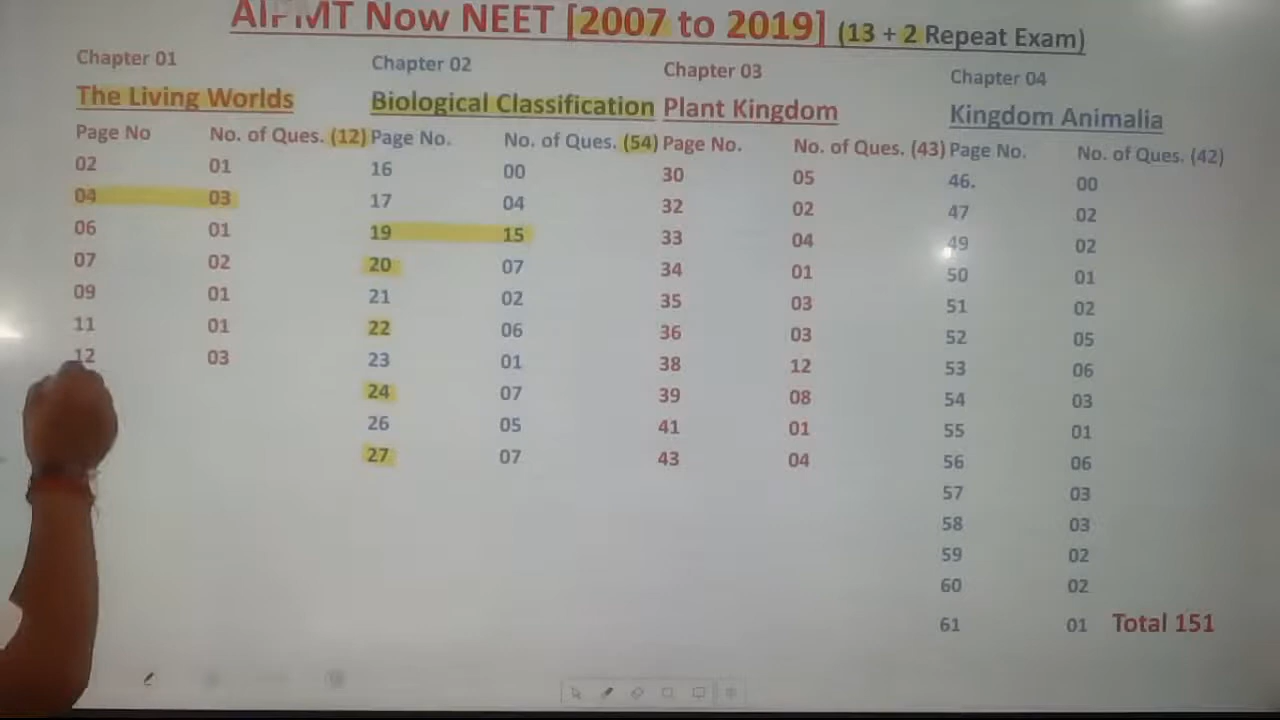 AIPMT Now NEET [2007 to 2019] (13 + 2 Repeat Exam)
Chapter 01
The Living Worlds
Page No No. of Ques. (12)
02 01
04 03
06 01
07 02
09 01
11 01
12 03
Chapter 02
Biological Classification
Page No. No. of Ques. (54)
16 00
17 04
19 15
20 07
21 02
22 06
23 01
24 07
26 05
27 07
Chapter 03
Plant Kingdom
Page No. No. of Ques. (43)
30 05
32 02
33 04
34 01
35 03
36 03
38 12
39 08
41 01
43 04
Chapter 04
Kingdom Animalia
Page No. No. of Ques. (42)
46. 00
47 02
49 02
50 01
51 02
52 05
53 06
54 03
55 01
56 06
57 03
58 03
59 02
60 02
61 01 Total 151